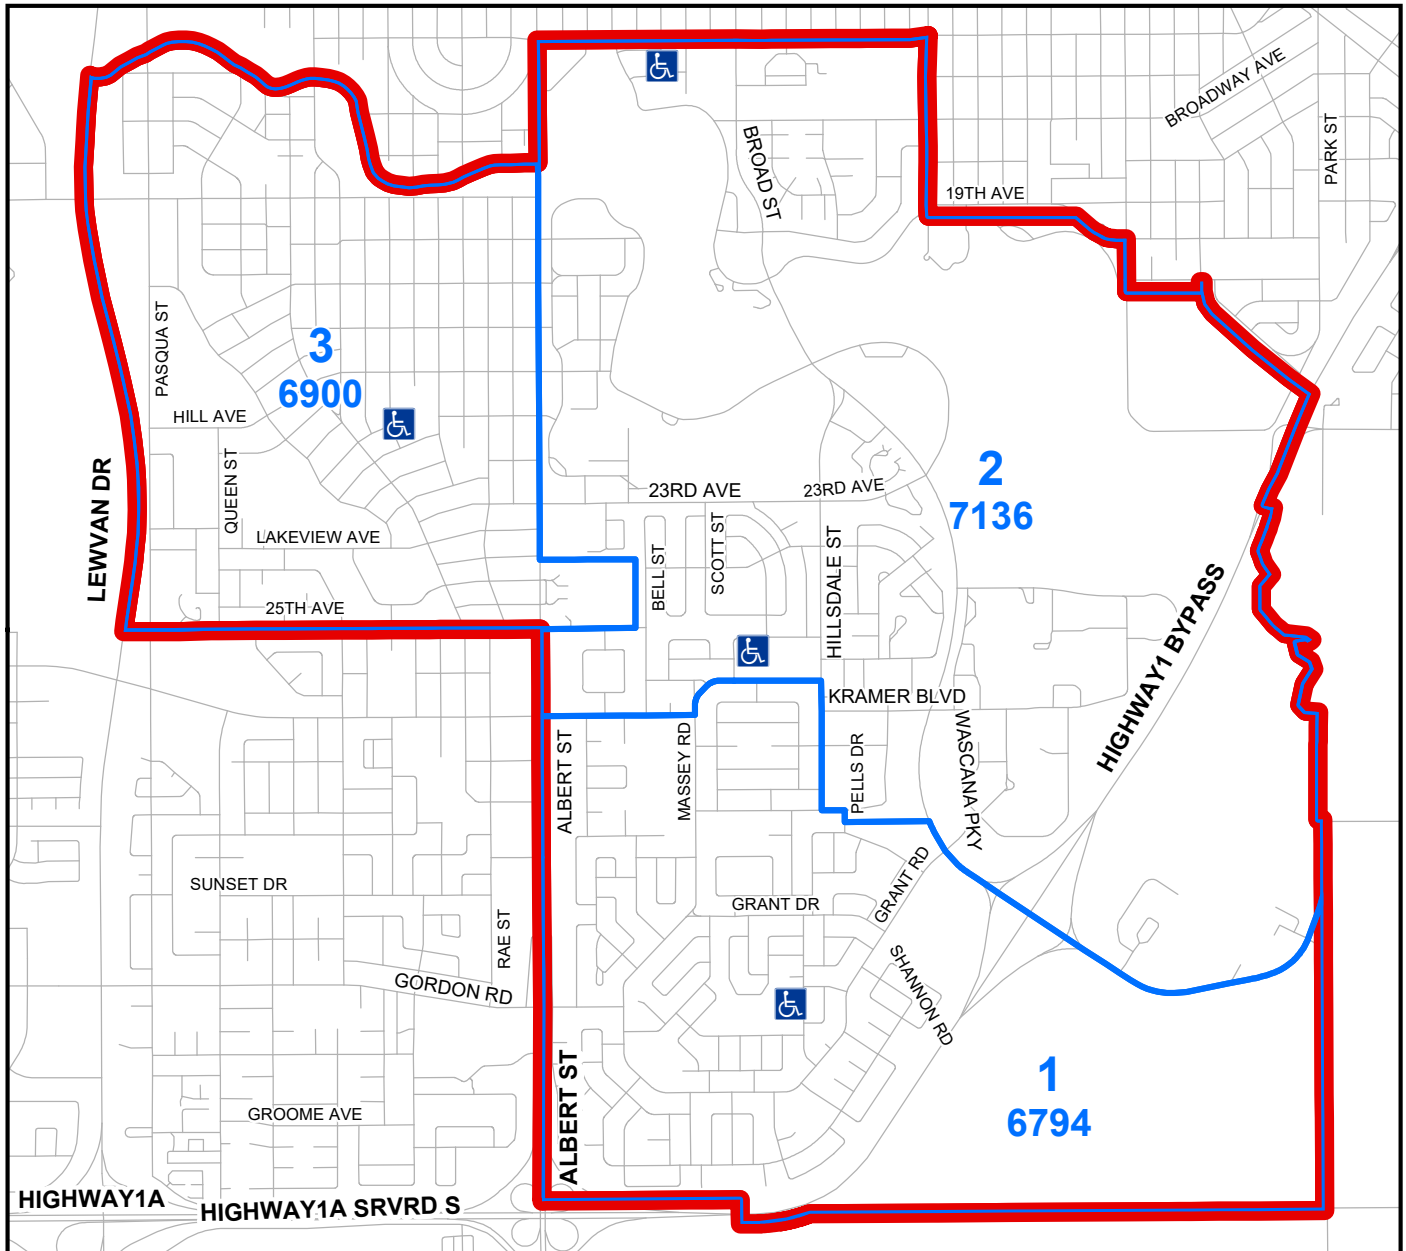 BROADWAY AVE
PARK ST
BROAD ST
19TH AVE
PASQUA ST
3
6900
HILL AVE
QUEEN ST
LEWVAN DR
LAKEVIEW AVE
25TH AVE
23RD AVE
23RD AVE
2
7136
SCOTT ST
BELL ST
HILLSDALE ST
HIGHWAY1 BYPASS
KRAMER BLVD
WASCANA PKY
ALBERT ST
MASSEY RD
PELLS DR
GRANT RD
SUNSET DR
GRANT DR
RAE ST
SHANNON RD
GORDON RD
1
6794
GROOME AVE
ALBERT ST
HIGHWAY1A
HIGHWAY1A SRVRD S